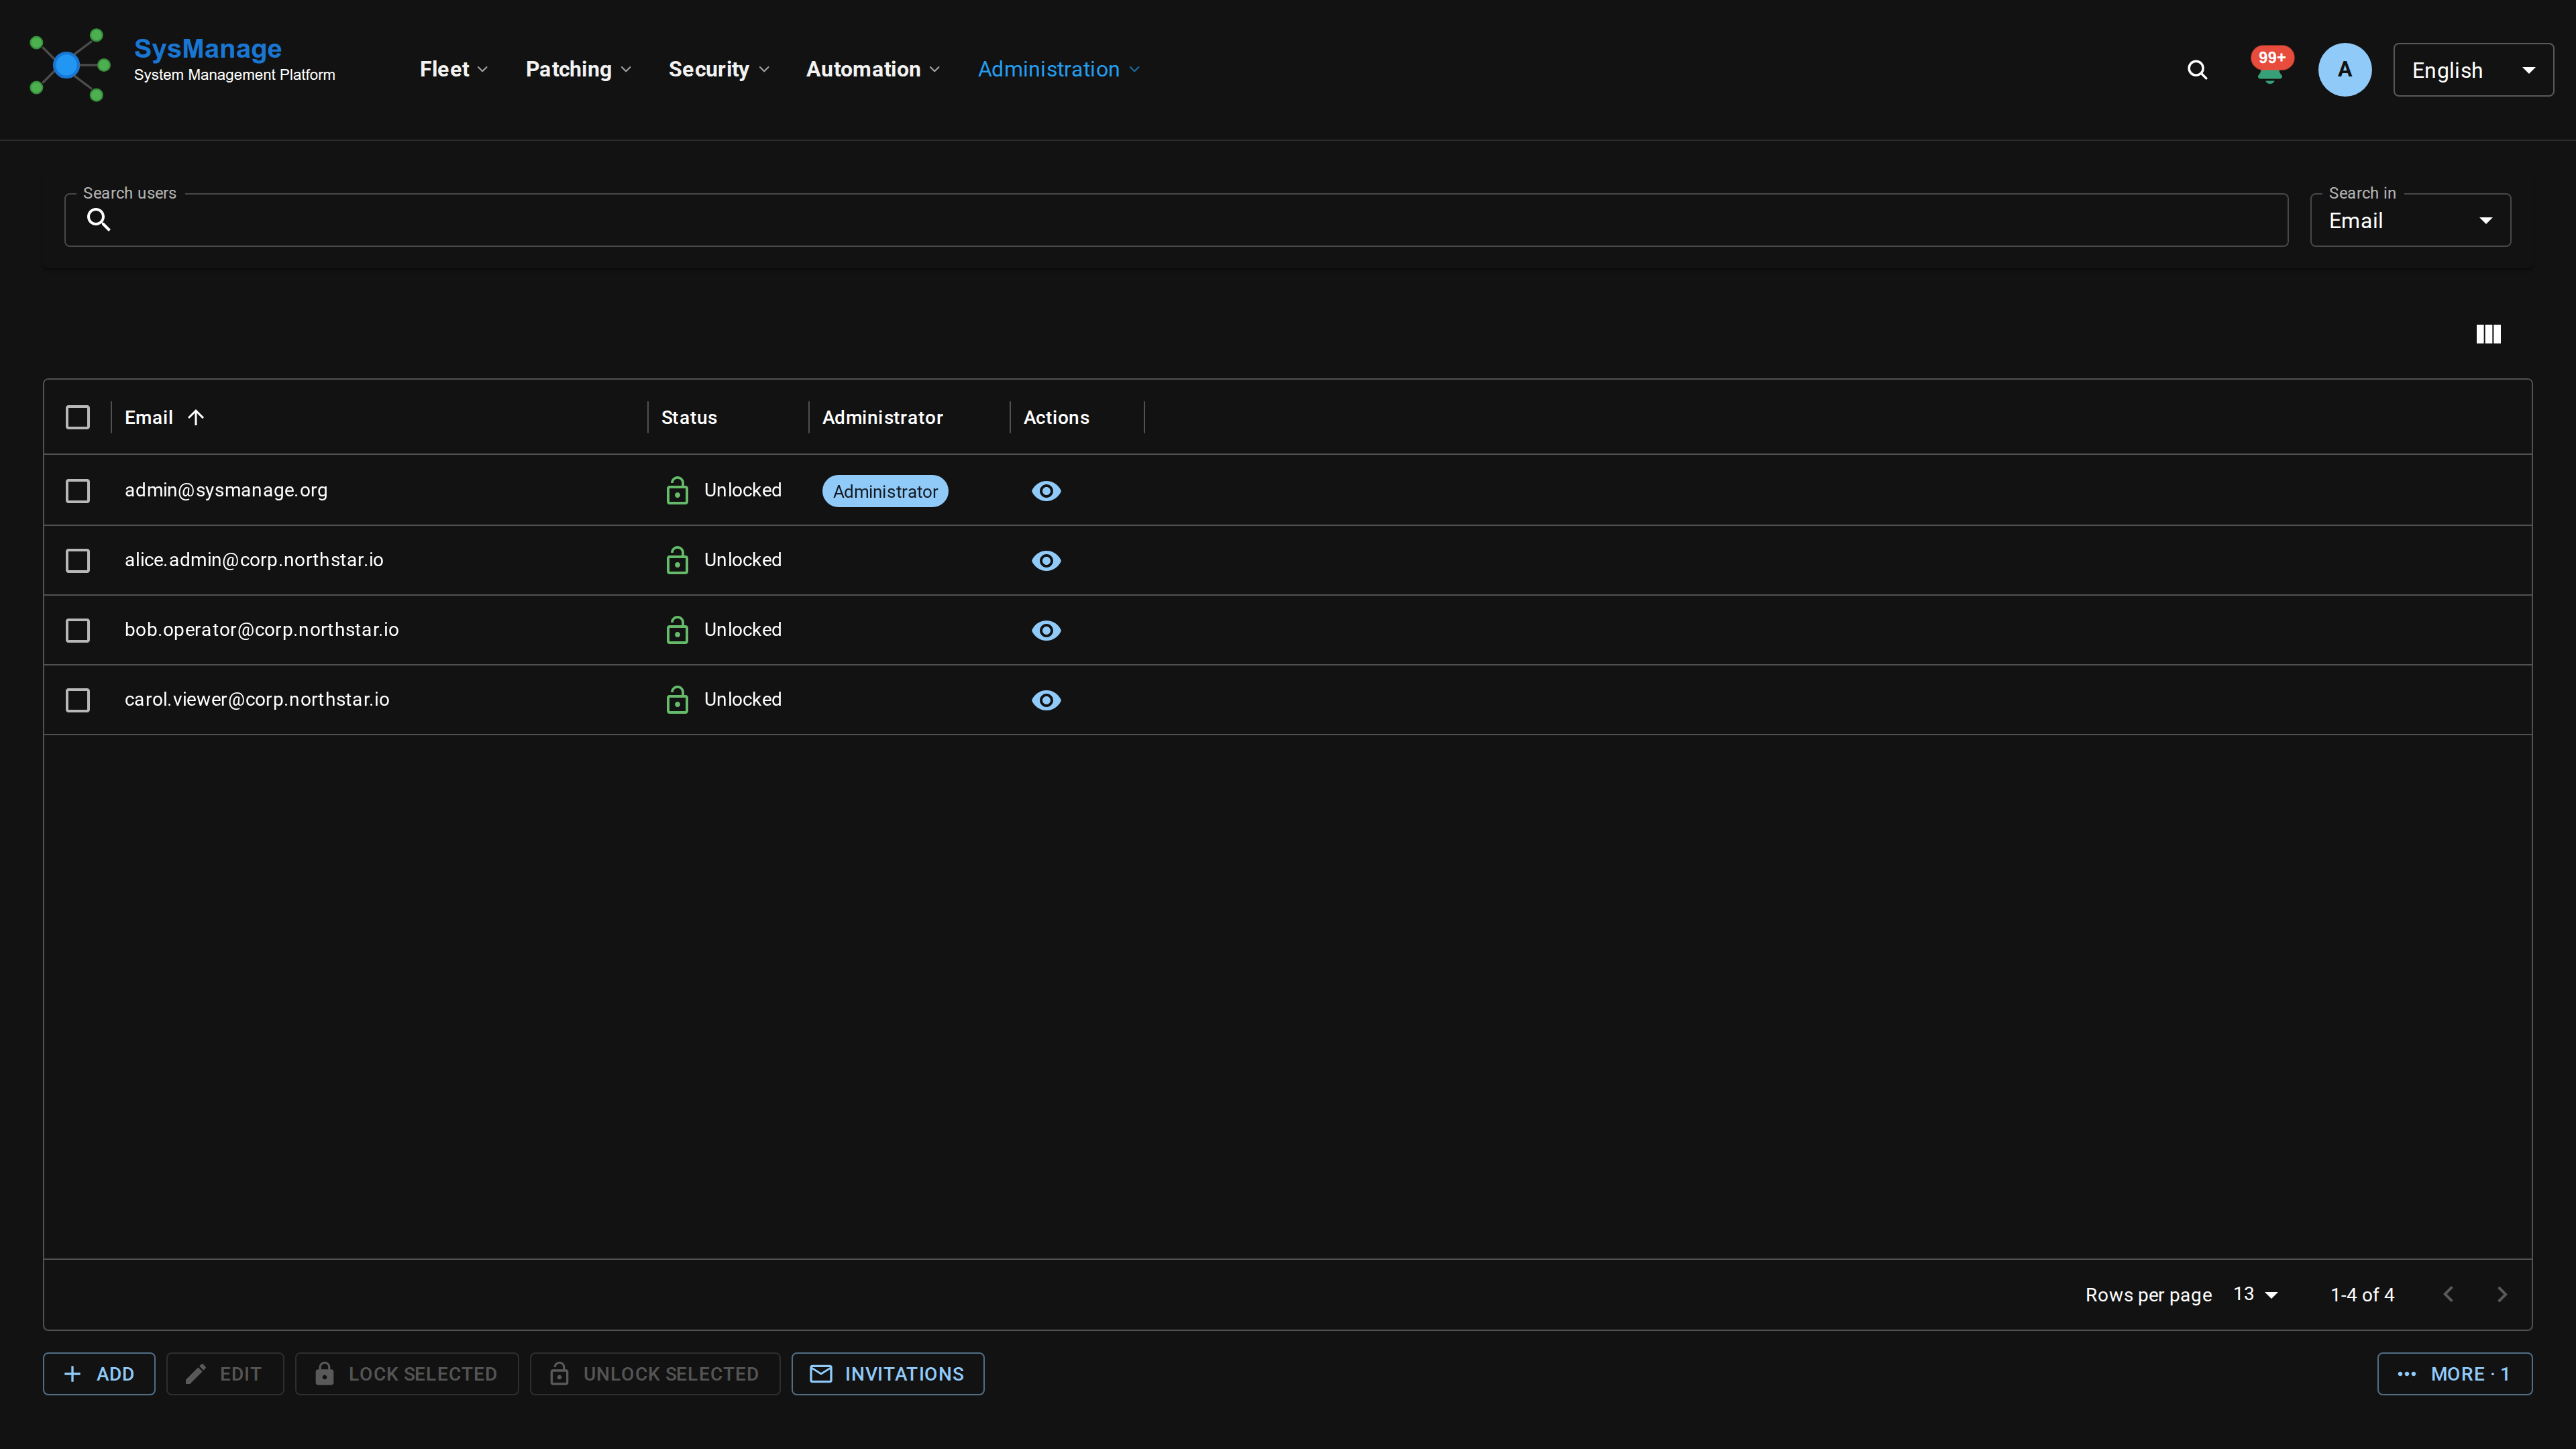 SysManage
System Management Platform
Fleet
Patching
Security
Automation
Administration
99+
A
English
Search users
Search in
Email
Email
Status
Administrator
Actions
admin@sysmanage.org
Unlocked
Administrator
alice.admin@corp.northstar.io
Unlocked
bob.operator@corp.northstar.io
Unlocked
carol.viewer@corp.northstar.io
Unlocked
Rows per page
13
1-4 of 4
ADD
EDIT
LOCK SELECTED
UNLOCK SELECTED
INVITATIONS
MORE · 1